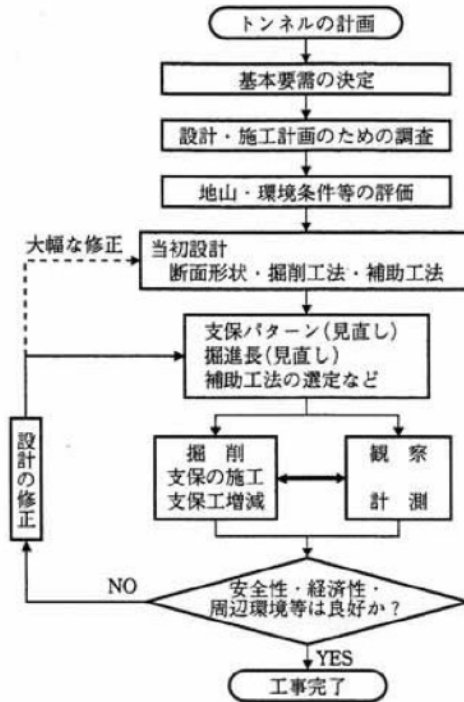 トンネルの計画
基本要需の決定
設計・施工計画のための調査
地山・環境条件等の評価
大幅な修正
当初設計
断面形状・掘削工法・補助工法
支保パターン(見直し)
掘進長(見直し)
補助工法の選定など
設計の修正
掘　削
支保の施工
支保工増減
観　察
計　測
NO
安全性・経済性・
周辺環境等は良好か？
YES
工事完了